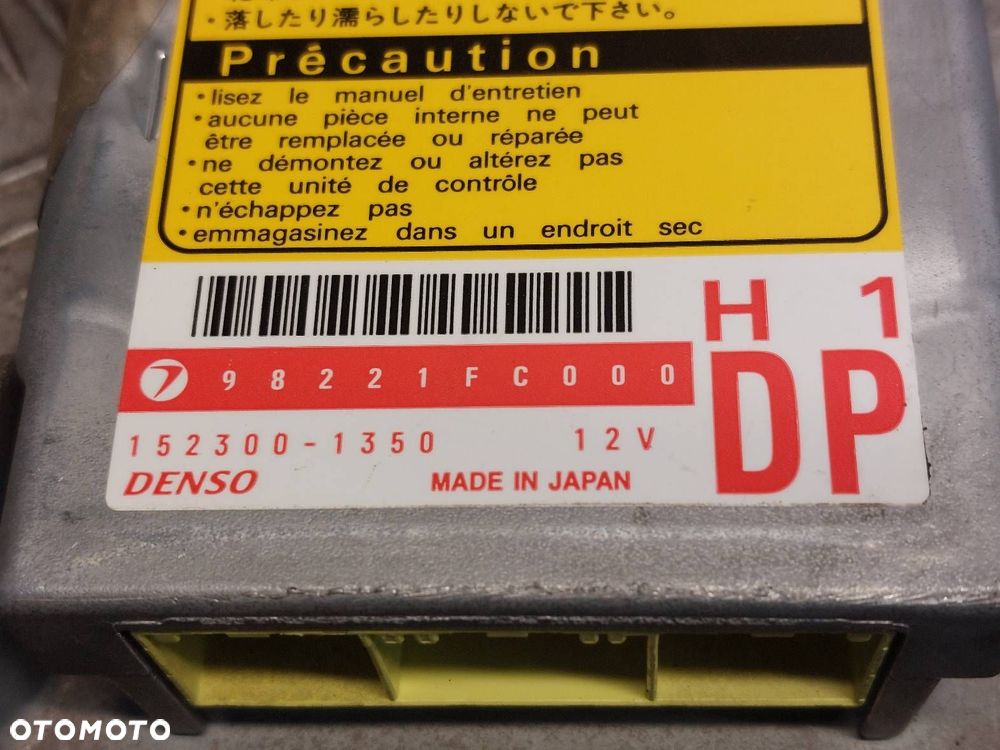 ・落したり濡らしたりしないで下さい。
Précaution
・lisez le manuel d'entretien
・aucune pièce interne ne peut
être remplacée ou réparée
・ne démontez ou altérez pas
cette unité de contrôle
・n'échappez pas
・emmagasinez dans un endroit sec
H 1
98221FC000
DP
152300-1350 12V
DENSO MADE IN JAPAN
OTOMOTO